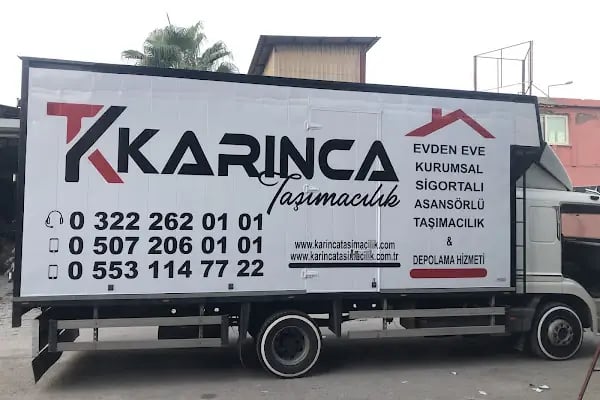 TK KARINCA
Taşımacılık
0 322 262 01 01
0 507 206 01 01
0 553 114 77 22
www.karincatasimacilik.com
www.karincatasimacilik.com.tr
EVDEN EVE
KURUMSAL
SİGORTALI
ASANSÖRLÜ
TAŞIMACILIK
&
DEPOLAMA HİZMETİ